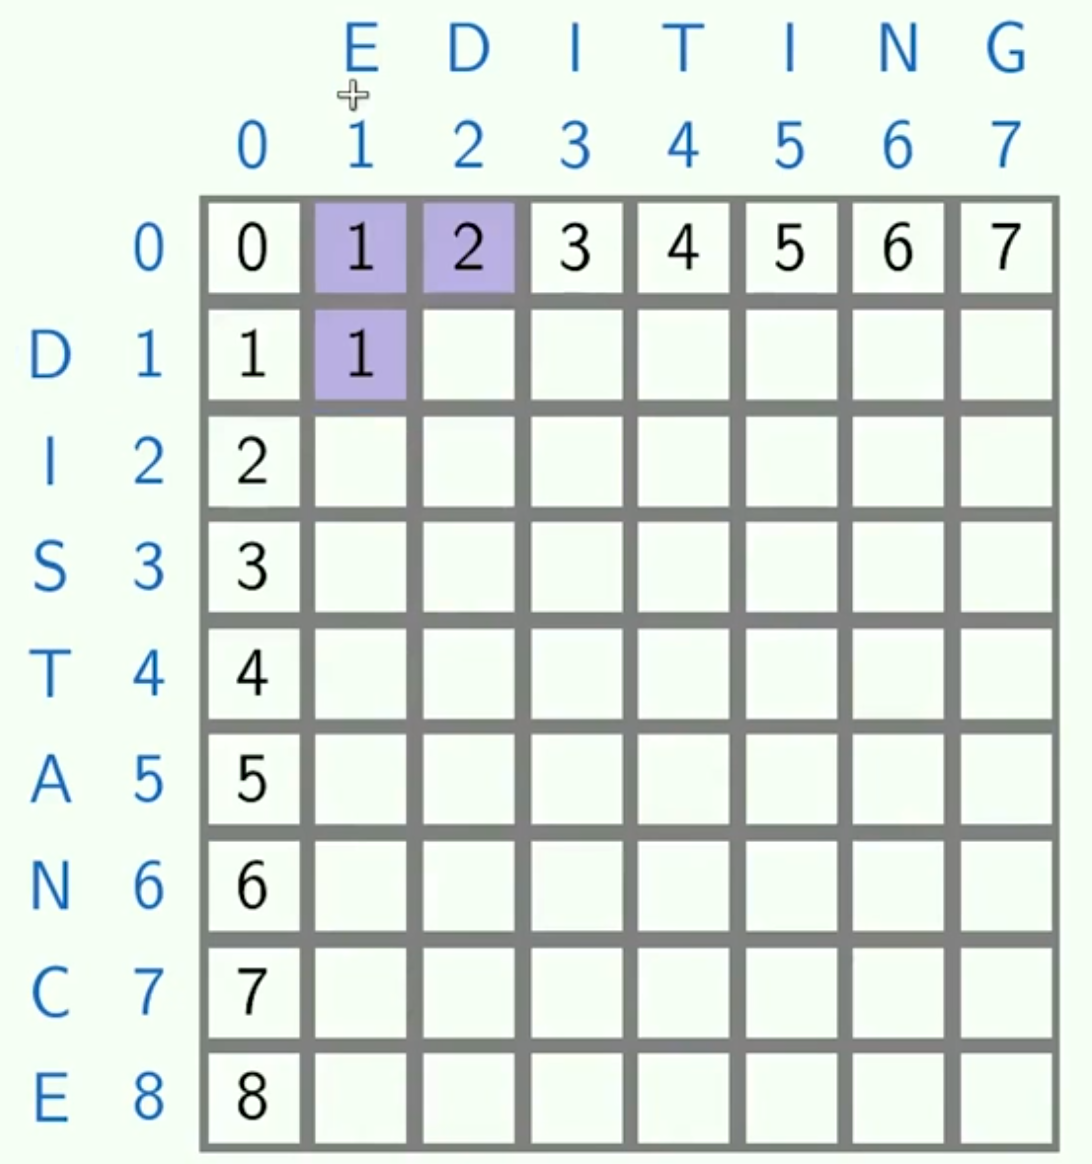 E D I T I N G
0 1 2 3 4 5 6 7
0 0 1 2 3 4 5 6 7
D 1 1 1
I 2 2
S 3 3
T 4 4
A 5 5
N 6 6
C 7 7
E 8 8